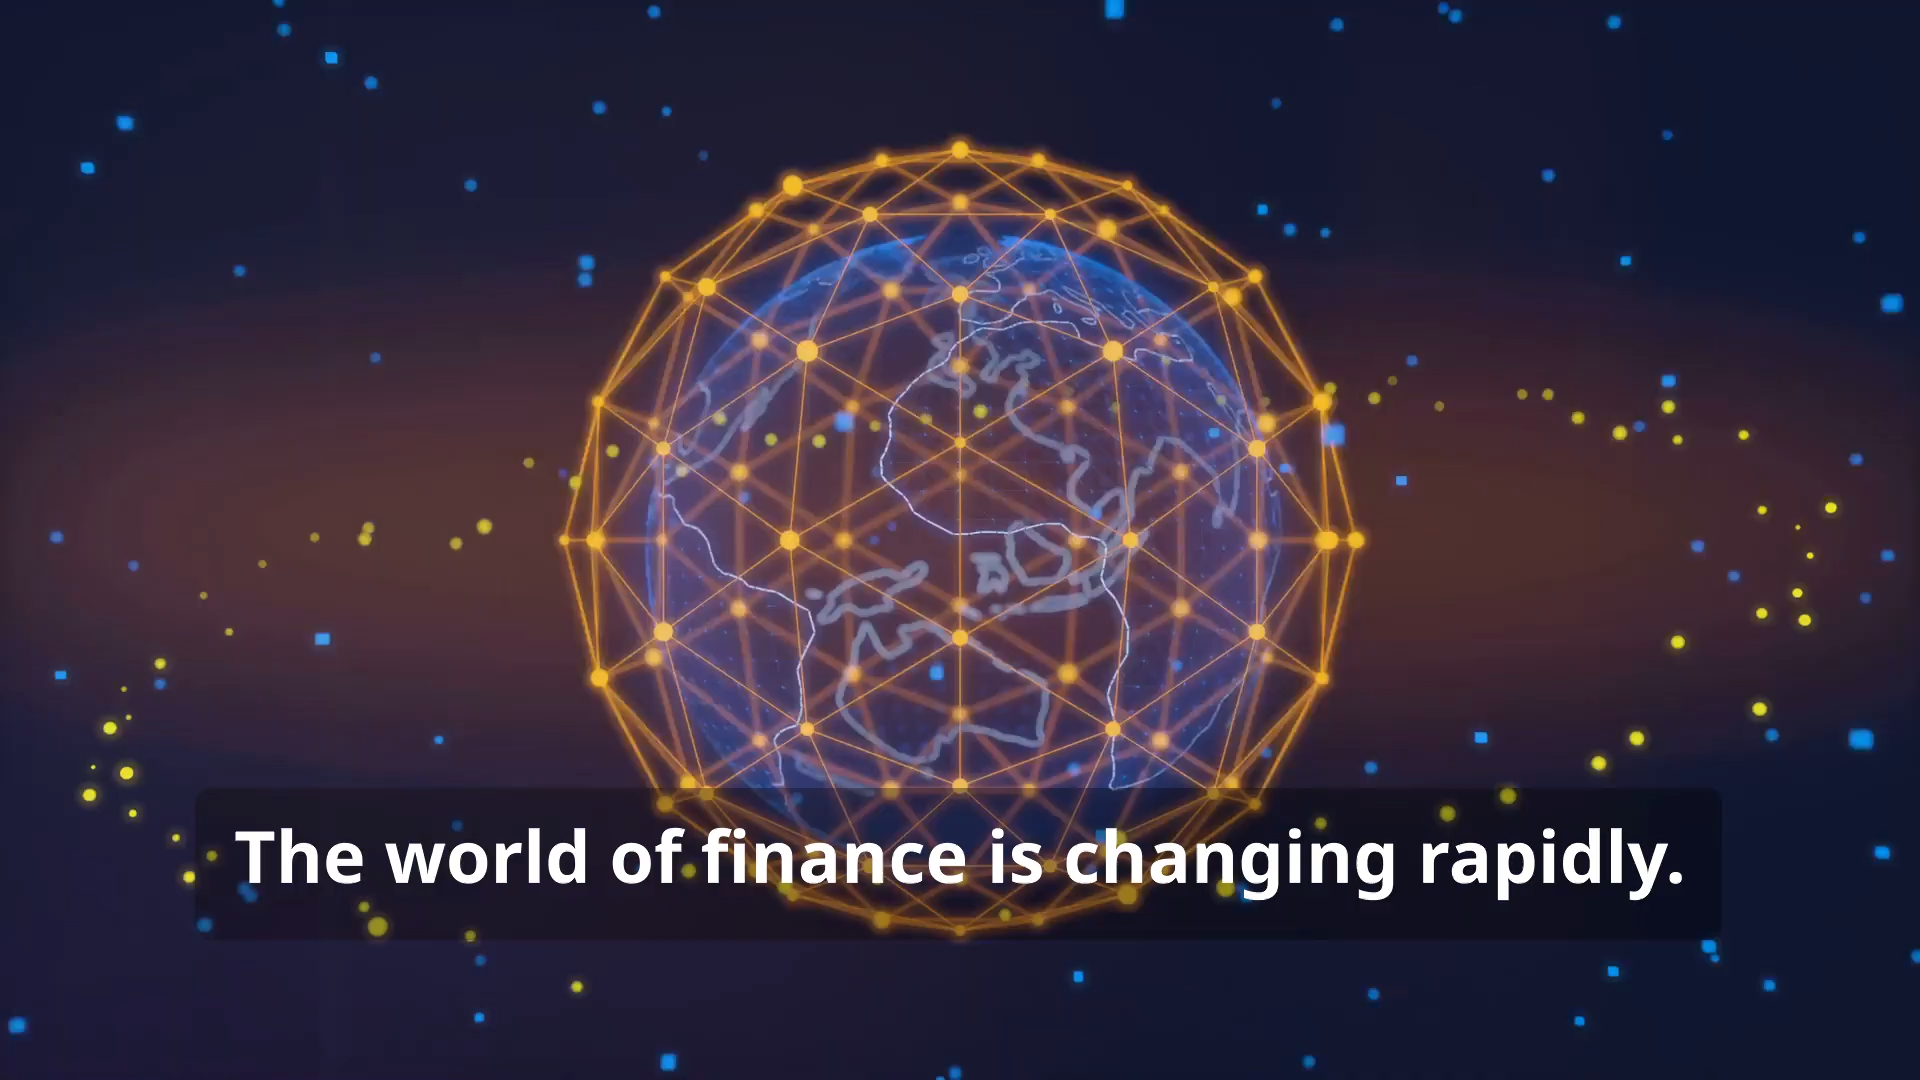 The world of finance is changing rapidly.